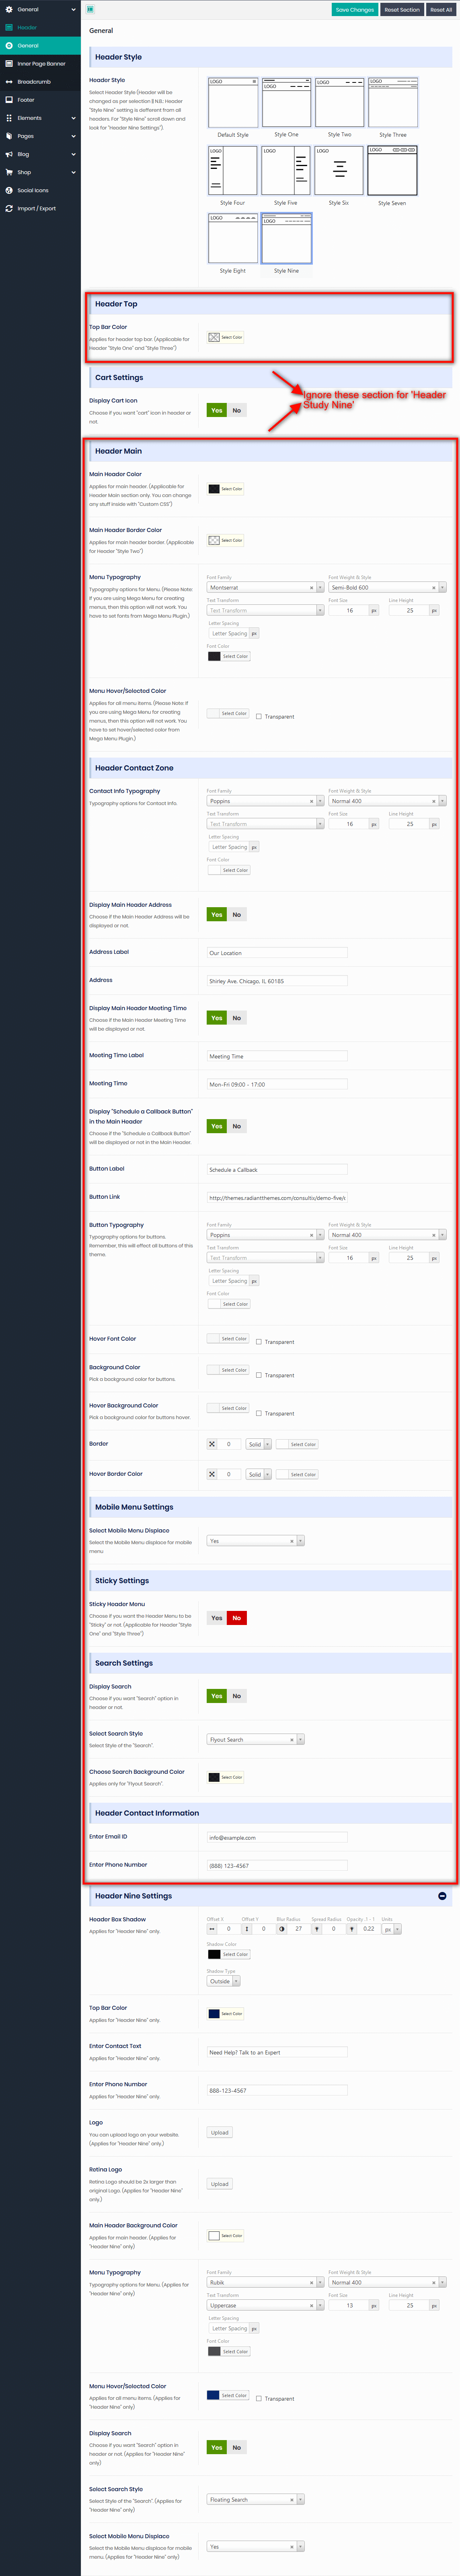 General
Header
General
Inner Page Banner
Breadcrumb
Footer
Elements
Pages
Blog
Shop
Social Icons
Import / Export
Save Changes
Reset Section
Reset All
General
Header Style
Header Style
Select Header Style (Header will
be changed as per selection || N.B.: Header
"Style Nine" setting is different from all
headers. For "Style Nine" scroll down and
look for "Header Nine Settings").
LOGO
LOGO
LOGO
LOGO
Default Style
Style One
Style Two
Style Three
LOGO
LOGO
LOGO
LOGO
Style Four
Style Five
Style Six
Style Seven
LOGO
LOGO
Style Eight
Style Nine
Header Top
Top Bar Color
Applies for header top bar. (Applicable for
Header "Style One" and "Style Three")
Select Color
Cart Settings
Ignore these section for 'Header
Study Nine'
Display Cart Icon
Choose if you want "cart" icon in header or
not.
Yes No
Header Main
Main Header Color
Applies for main header. (Applicable for
Header Main section only. You can change
any stuff inside with "Custom CSS")
Select Color
Main Header Border Color
Applies for main header border. (Applicable
for Header "Style Two")
Select Color
Menu Typography
Typography options for Menu. (Please Note:
If you are using Mega Menu for creating
menus, then this option will not work. You
have to set fonts from Mega Menu Plugin.)
Font Family
Font Weight & Style
Montserrat
Semi-Bold 600
Text Transform
Font Size
Line Height
Text Transform
16 px
25 px
Letter Spacing
Letter Spacing px
Font Color
Select Color
Menu Hover/Selected Color
Applies for all menu items. (Please Note: If
you are using Mega Menu for creating
menus, then this option will not work. You
have to set hover/selected color from
Mega Menu Plugin.)
Select Color
Transparent
Header Contact Zone
Contact Info Typography
Typography options for Contact Info.
Font Family
Font Weight & Style
Poppins
Normal 400
Text Transform
Font Size
Line Height
Text Transform
16 px
25 px
Letter Spacing
Letter Spacing px
Font Color
Select Color
Display Main Header Address
Choose if the Main Header Address will be
displayed or not.
Yes No
Address Label
Our Location
Address
Shirley Ave. Chicago, IL 60185
Display Main Header Meeting Time
Choose if the Main Header Meeting Time
will be displayed or not.
Yes No
Meeting Time Label
Meeting Time
Meeting Time
Mon-Fri 09:00 - 17:00
Display "Schedule a Callback Button"
in the Main Header
Choose if the "Schedule a Callback Button"
will be displayed or not in the Main Header.
Yes No
Button Label
Schedule a Callback
Button Link
http://themes.radiantthemes.com/consultix/demo-five/c
Button Typography
Typography options for buttons.
Remember, this will effect all buttons of this
theme.
Font Family
Font Weight & Style
Poppins
Normal 400
Text Transform
Font Size
Line Height
Text Transform
16 px
25 px
Letter Spacing
Letter Spacing px
Font Color
Select Color
Hover Font Color
Select Color
Transparent
Background Color
Pick a background color for buttons.
Select Color
Transparent
Hover Background Color
Pick a background color for buttons hover.
Select Color
Transparent
Border
0
Solid
Select Color
Hover Border Color
0
Solid
Select Color
Mobile Menu Settings
Select Mobile Menu Displace
Select the Mobile Menu displace for mobile
menu.
Yes
Sticky Settings
Sticky Header Menu
Choose if you want the Header Menu to be
"Sticky" or not. (Applicable for Header "Style
One" and "Style Three")
Yes No
Search Settings
Display Search
Choose if you want "Search" option in
header or not.
Yes No
Select Search Style
Select Style of the "Search".
Flyout Search
Choose Search Background Color
Applies only for "Flyout Search".
Select Color
Header Contact Information
Enter Email ID
info@example.com
Enter Phone Number
(888) 123-4567
Header Nine Settings
Header Box Shadow
Applies for "Header Nine" only.
Offset X
Offset Y
Blur Radius
Spread Radius
Opacity .1 - 1
Units
0
0
27
0
0.22
px
Shadow Color
Select Color
Shadow Type
Outside
Top Bar Color
Applies for "Header Nine" only.
Select Color
Enter Contact Text
Applies for "Header Nine" only.
Need Help? Talk to an Expert
Enter Phone Number
Applies for "Header Nine" only.
888-123-4567
Logo
You can upload logo on your website.
(Applies for "Header Nine" only.)
Upload
Retina Logo
Retina Logo should be 2x larger than
original Logo. (Applies for "Header Nine"
only.)
Upload
Main Header Background Color
Applies for main header. (Applies for
"Header Nine" only)
Select Color
Menu Typography
Typography options for Menu. (Applies for
"Header Nine" only)
Font Family
Font Weight & Style
Rubik
Normal 400
Text Transform
Font Size
Line Height
Uppercase
13 px
25 px
Letter Spacing
Letter Spacing px
Font Color
Select Color
Menu Hover/Selected Color
Applies for all menu items. (Applies for
"Header Nine" only)
Select Color
Transparent
Display Search
Choose if you want "Search" option in
header or not. (Applies for "Header Nine"
only)
Yes No
Select Search Style
Select Style of the "Search". (Applies for
"Header Nine" only)
Floating Search
Select Mobile Menu Displace
Select the Mobile Menu displace for mobile
menu. (Applies for "Header Nine" only)
Yes